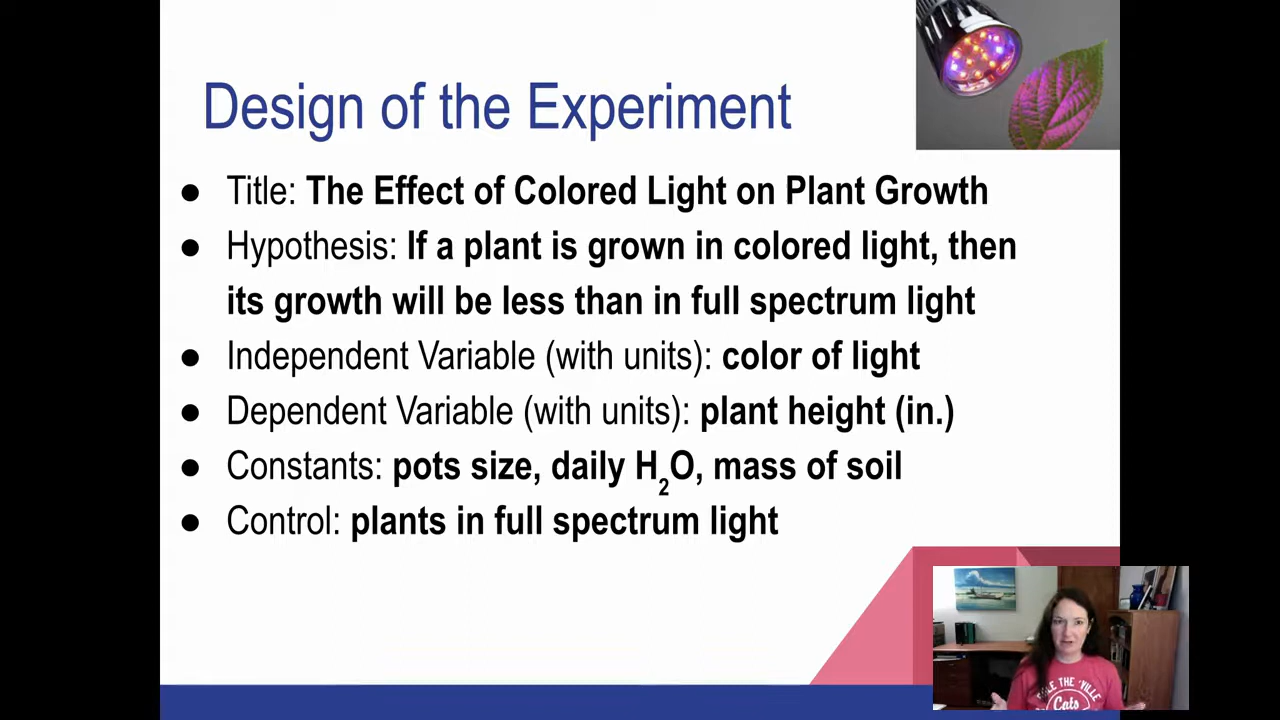 Design of the Experiment
● Title: The Effect of Colored Light on Plant Growth
● Hypothesis: If a plant is grown in colored light, then
its growth will be less than in full spectrum light
● Independent Variable (with units): color of light
● Dependent Variable (with units): plant height (in.)
● Constants: pots size, daily H₂O, mass of soil
● Control: plants in full spectrum light
THE 'VILLE
Cats